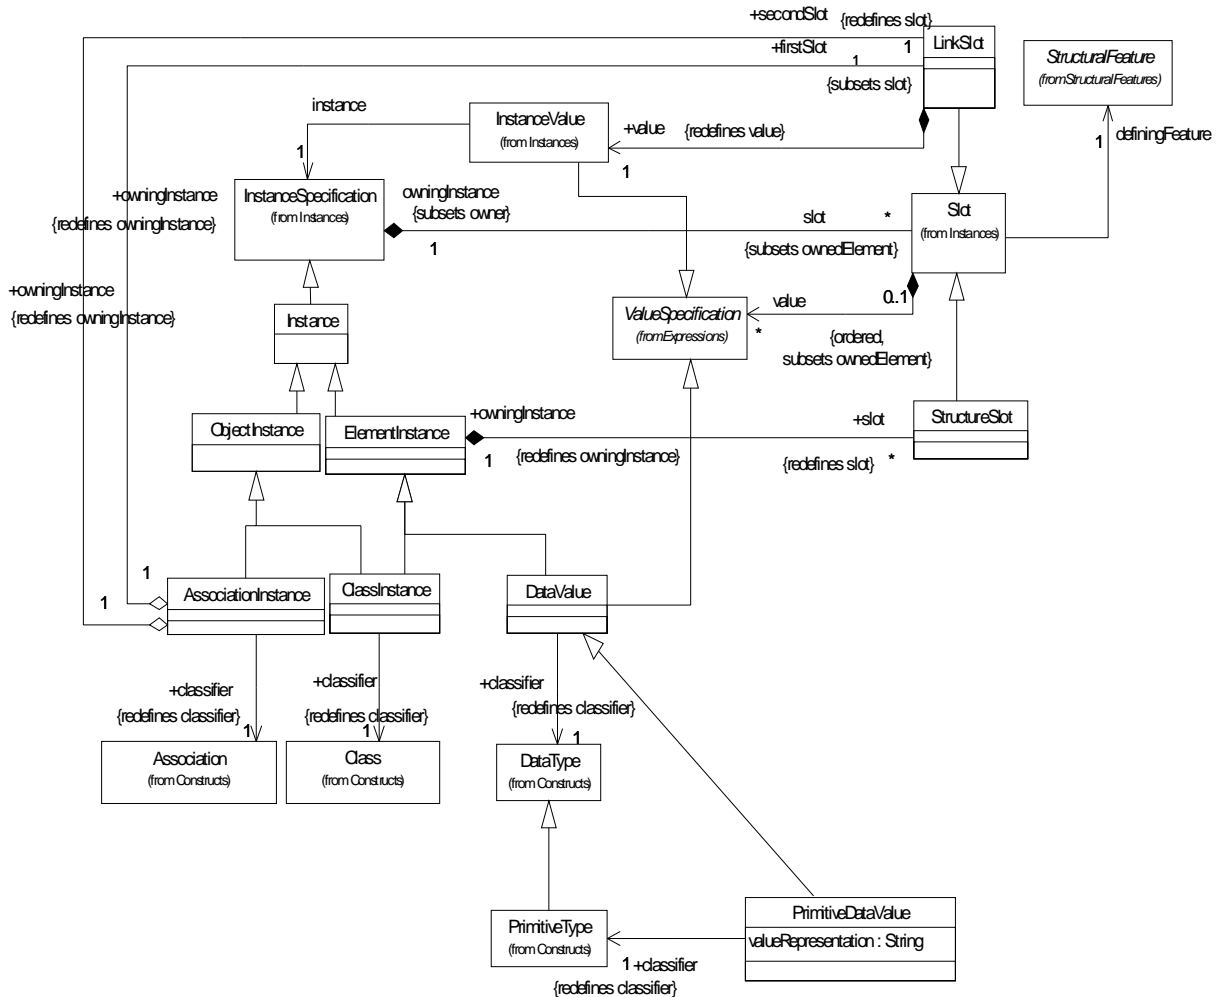 +secondSlot
{redefines slot}
1
LinkSlot
+firstSlot
1
{subsets slot}
StructuralFeature
(from StructuralFeatures)
instance
InstanceValue
(from Instances)
+value
{redefines value}
1
1
definingFeature
1
+owningInstance
{redefines owningInstance}
InstanceSpecification
(from Instances)
owningInstance
{subsets owner}
1
slot
*
{subsets ownedElement}
Slot
(from Instances)
+owningInstance
{redefines owningInstance}
Instance
ValueSpecification
(from Expressions)
value
*
0..1
{ordered,
subsets ownedElement}
ObjectInstance
ElementInstance
+owningInstance
1
{redefines owningInstance}
+slot
{redefines slot}
*
StructureSlot
1
1
AssociationInstance
ClassInstance
DataValue
+classifier
{redefines classifier}
1
+classifier
{redefines classifier}
1
+classifier
{redefines classifier}
1
Association
(from Constructs)
Class
(from Constructs)
DataType
(from Constructs)
PrimitiveType
(from Constructs)
PrimitiveDataValue
valueRepresentation : String
1
+classifier
{redefines classifier}